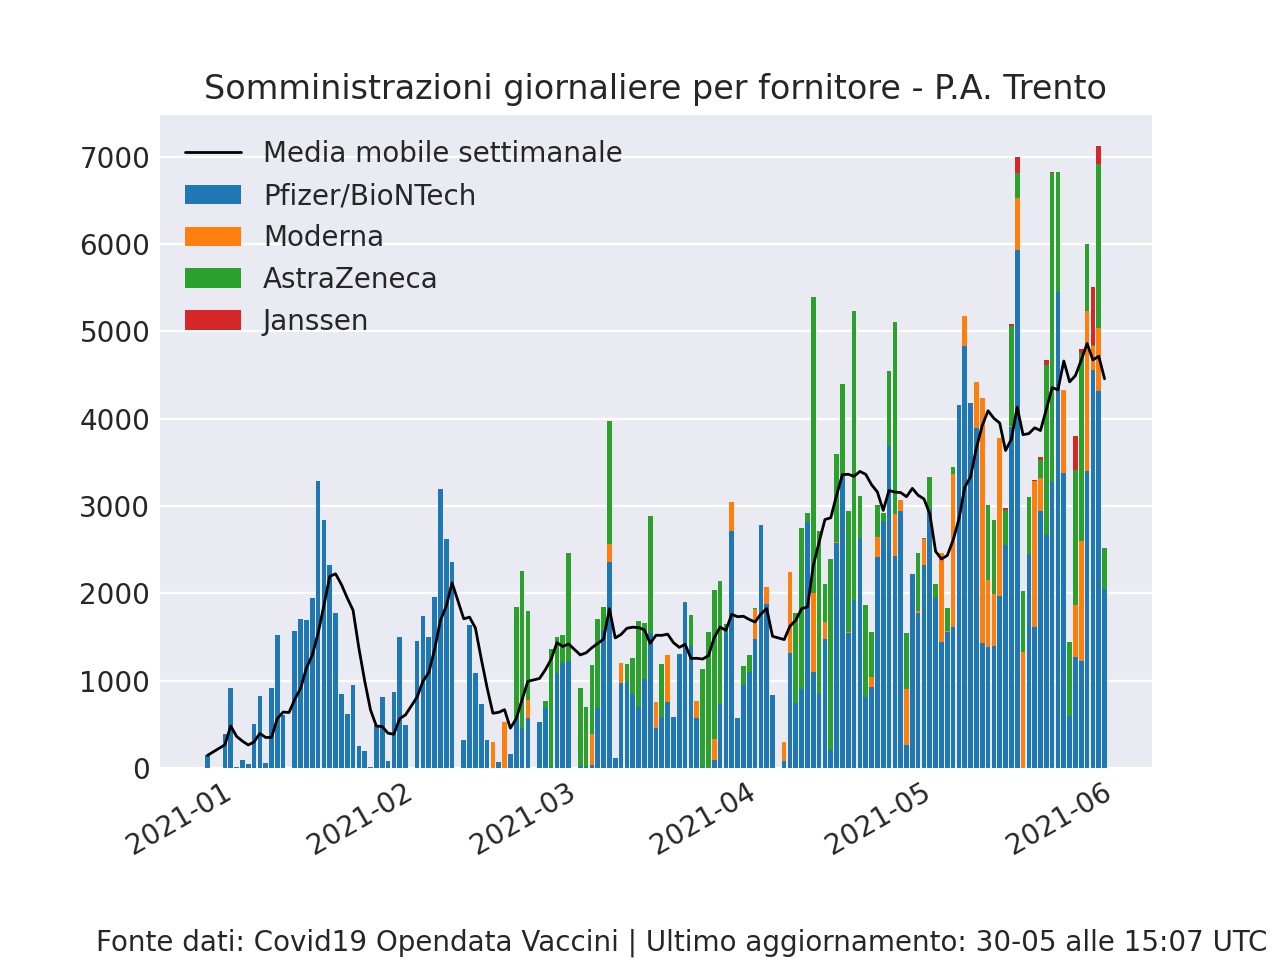 Somministrazioni giornaliere per fornitore - P.A. Trento
Media mobile settimanale
Pfizer/BioNTech
Moderna
AstraZeneca
Janssen
7000
6000
5000
4000
3000
2000
1000
0
2021-01
2021-02
2021-03
2021-04
2021-05
2021-06
Fonte dati: Covid19 Opendata Vaccini | Ultimo aggiornamento: 30-05 alle 15:07 UTC